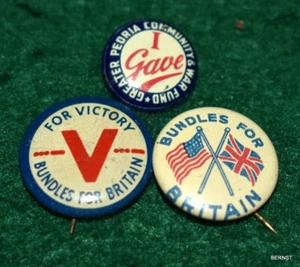 GREATER PEORIA COMMUNITY & WAR FUND
I
Gave
FOR VICTORY
V
BUNDLES FOR BRITAIN
BUNDLES FOR
BRITAIN
BERNST